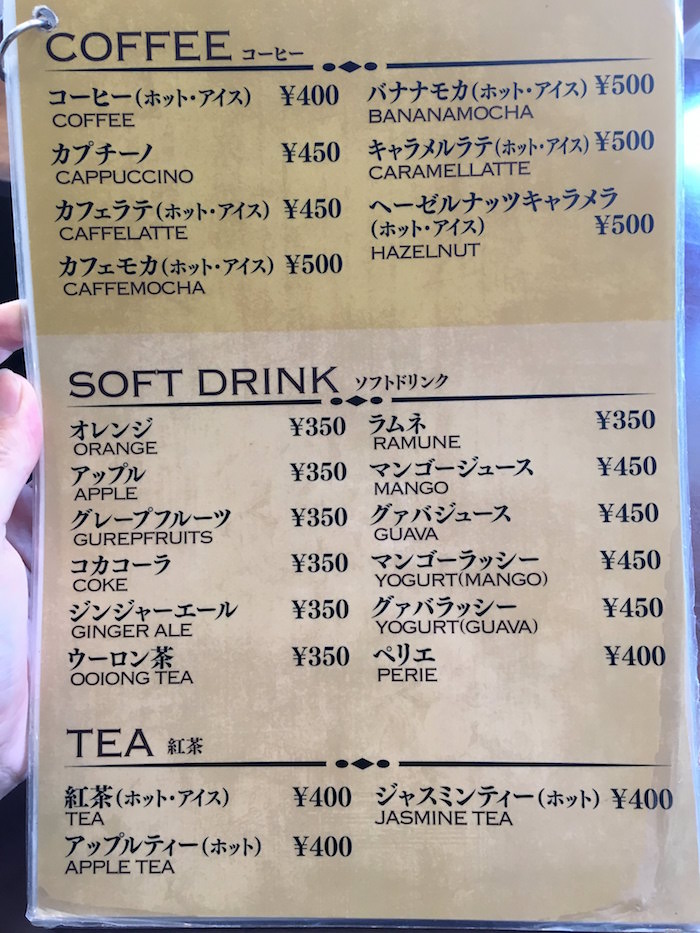 COFFEE コーヒー
コーヒー(ホット・アイス) ¥400
COFFEE
カプチーノ ¥450
CAPPUCCINO
カフェラテ(ホット・アイス) ¥450
CAFFELATTE
カフェモカ(ホット・アイス) ¥500
CAFFEMOCHA
バナナモカ(ホット・アイス) ¥500
BANANAMOCHA
キャラメルラテ(ホット・アイス) ¥500
CARAMELLATTE
ヘーゼルナッツキャラメラ
(ホット・アイス) ¥500
HAZELNUT
SOFT DRINK ソフトドリンク
オレンジ ¥350
ORANGE
アップル ¥350
APPLE
グレープフルーツ ¥350
GUREPFRUITS
コカコーラ ¥350
COKE
ジンジャーエール ¥350
GINGER ALE
ウーロン茶 ¥350
OOIONG TEA
ラムネ ¥350
RAMUNE
マンゴージュース ¥450
MANGO
グァバジュース ¥450
GUAVA
マンゴーラッシー ¥450
YOGURT(MANGO)
グァバラッシー ¥450
YOGURT(GUAVA)
ペリエ ¥400
PERIE
TEA 紅茶
紅茶(ホット・アイス) ¥400
TEA
アップルティー(ホット) ¥400
APPLE TEA
ジャスミンティー(ホット) ¥400
JASMINE TEA